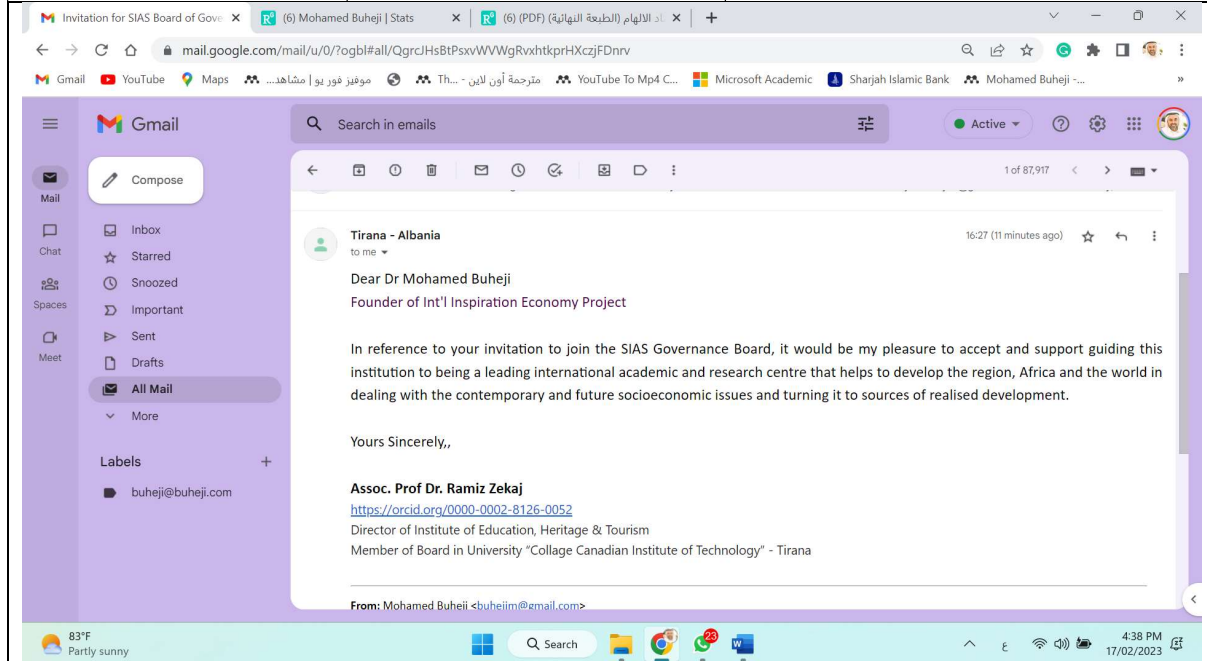 Invitation for SIAS Board of Gove
(6) Mohamed Buheji | Stats
(6) (PDF) (الطبعة النهائية) اد الالهام
mail.google.com/mail/u/0/?ogbl#all/QgrcJHsBtPsxvWVWgRvxhtkprHXczjFDnrv
Gmail YouTube Maps موفيز فور يو | مشاهد... Th... - مترجمة أون لاين YouTube To Mp4 C... Microsoft Academic Sharjah Islamic Bank Mohamed Buheji -... »
Gmail
Search in emails
Active
Mail
Chat
Spaces
Meet
Compose
Inbox
Starred
Snoozed
Important
Sent
Drafts
All Mail
More
Labels
buheji@buheji.com
1 of 87,917
Tirana - Albania
16:27 (11 minutes ago)
to me
Dear Dr Mohamed Buheji
Founder of Int'l Inspiration Economy Project
In reference to your invitation to join the SIAS Governance Board, it would be my pleasure to accept and support guiding this
institution to being a leading international academic and research centre that helps to develop the region, Africa and the world in
dealing with the contemporary and future socioeconomic issues and turning it to sources of realised development.
Yours Sincerely,,
Assoc. Prof Dr. Ramiz Zekaj
https://orcid.org/0000-0002-8126-0052
Director of Institute of Education, Heritage & Tourism
Member of Board in University "Collage Canadian Institute of Technology" - Tirana
From: Mohamed Buheji <buhejim@gmail.com>
83°F
Partly sunny
Search
23
ع
4:38 PM
17/02/2023